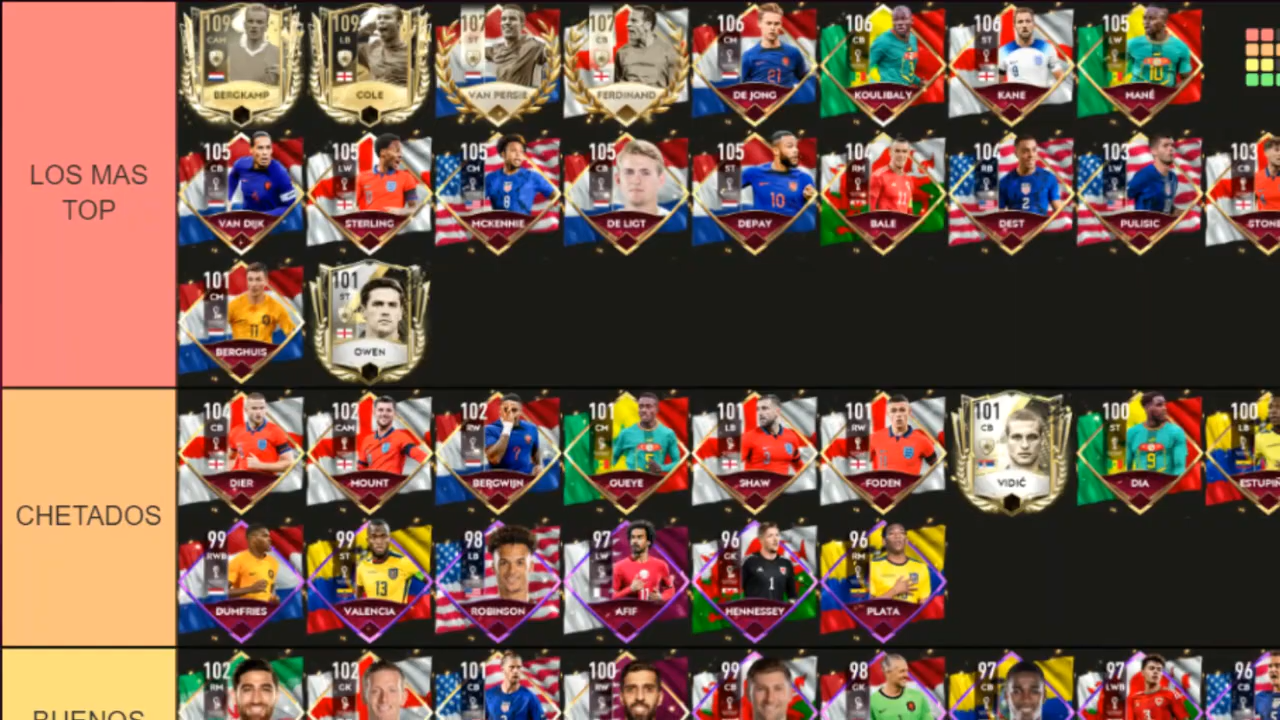 LOS MAS
TOP
109 CAM BERGKAMP
109 LB COLE
107 ST VAN PERSIE
107 CB FERDINAND
106 CM DE JONG
106 CB KOULIBALY
106 ST KANE
105 LW MANÉ
105 CB VAN DIJK
105 LW STERLING
105 CM MCKENNIE
105 CB DE LIGT
105 ST DEPAY
104 RM BALE
104 RB DEST
103 LW PULISIC
103 STON
101 CM BERGHUIS
101 ST OWEN
CHETADOS
104 CB DIER
102 CAM MOUNT
102 RW BERGWIJN
101 CM GUEYE
101 LB SHAW
101 RW FODEN
101 CB VIDIĆ
100 ST DIA
100 LB ESTUPIÑ
99 RWB DUMFRIES
99 ST VALENCIA
98 LB ROBINSON
97 LW AFIF
96 GK HENNESSEY
96 RM PLATA
BUENOS
102 RM
102 GK
101 CB
100 RW
99 CB
98 GK
97 CB
97 LWB
96 CB